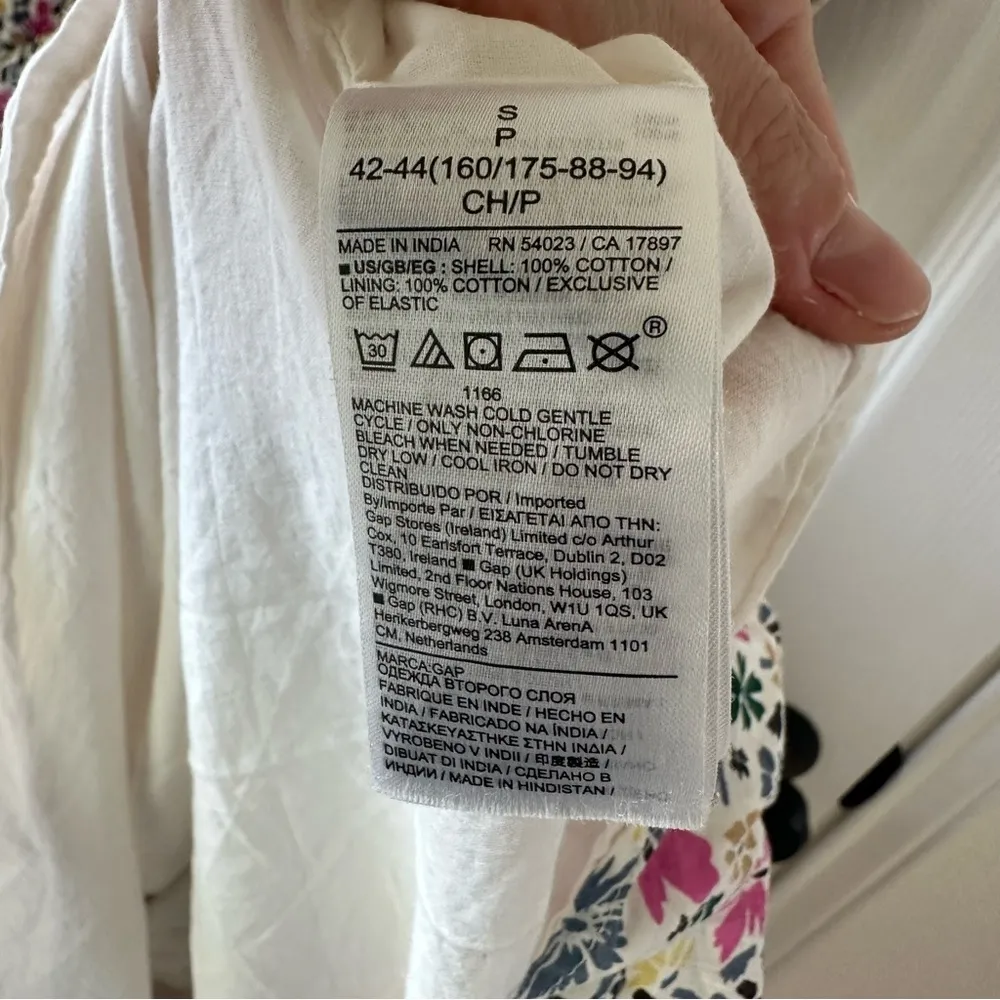 S
P
42-44(160/175-88-94)
CH/P
MADE IN INDIA RN 54023 / CA 17897
■ US/GB/EG : SHELL: 100% COTTON /
LINING: 100% COTTON / EXCLUSIVE
OF ELASTIC
30
®
1166
MACHINE WASH COLD GENTLE
CYCLE / ONLY NON-CHLORINE
BLEACH WHEN NEEDED / TUMBLE
DRY LOW / COOL IRON / DO NOT DRY
CLEAN
DISTRIBUIDO POR / Imported
By/Importe Par / ΕΙΣΑΓΕΤΑΙ ΑΠΟ ΤΗΝ:
Gap Stores (Ireland) Limited c/o Arthur
Cox, 10 Earlsfort Terrace, Dublin 2, D02
T380, Ireland ■ Gap (UK Holdings)
Limited, 2nd Floor Nations House, 103
Wigmore Street, London, W1U 1QS, UK
■ Gap (RHC) B.V. Luna ArenA
Herikerbergweg 238 Amsterdam 1101
CM. Netherlands
MARCA:GAP
ОДЕЖДА ВТОРОГО СЛОЯ
FABRIQUE EN INDE / HECHO EN
INDIA / FABRICADO NA ÍNDIA /
ΚΑΤΑΣΚΕΥΑΣΤΗΚΕ ΣΤΗΝ ΙΝΔΙΑ /
VYROBENO V INDII / 印度製造 /
DIBUAT DI INDIA / СДЕЛАНО В
ИНДИИ / MADE IN HINDISTAN /